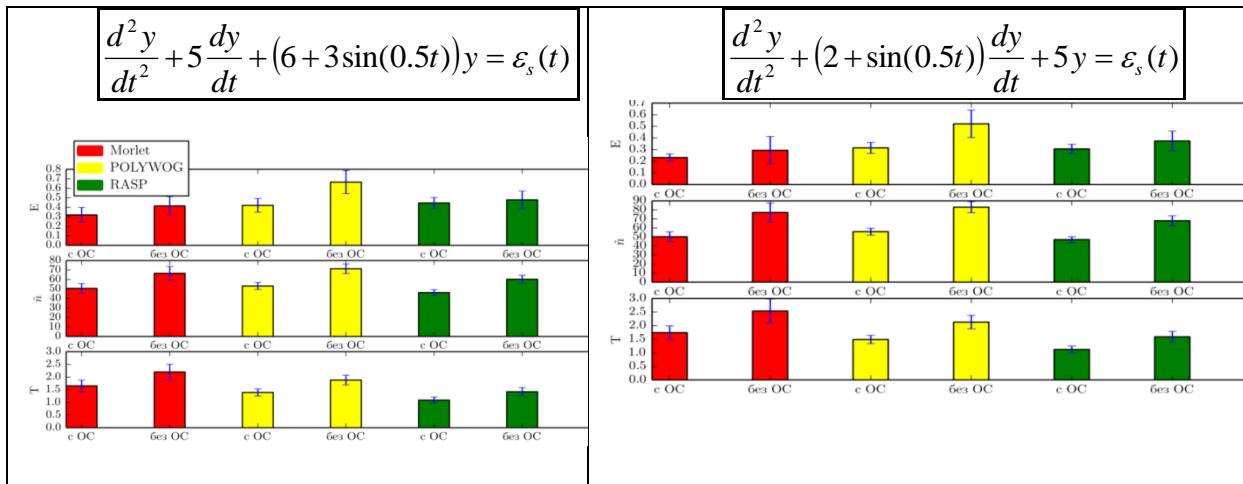 d²y/dt² + 5 dy/dt + (6 + 3sin(0.5t)) y = εₛ(t)
Morlet
POLYWOG
RASP
0.8
0.7
0.6
0.5
0.4
0.3
0.2
0.1
0.0
E
с ОС без ОС с ОС без ОС с ОС без ОС
80
70
60
50
40
30
20
10
0
n̂
с ОС без ОС с ОС без ОС с ОС без ОС
3.0
2.5
2.0
1.5
1.0
0.5
0.0
T
с ОС без ОС с ОС без ОС с ОС без ОС
d²y/dt² + (2 + sin(0.5t)) dy/dt + 5y = εₛ(t)
0.7
0.6
0.5
0.4
0.3
0.2
0.1
0.0
E
с ОС без ОС с ОС без ОС с ОС без ОС
90
80
70
60
50
40
30
20
10
0
n̂
с ОС без ОС с ОС без ОС с ОС без ОС
3.0
2.5
2.0
1.5
1.0
0.5
0.0
T
с ОС без ОС с ОС без ОС с ОС без ОС